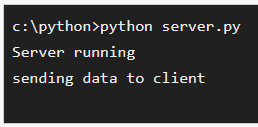 c:\python>python server.py
Server running
sending data to client